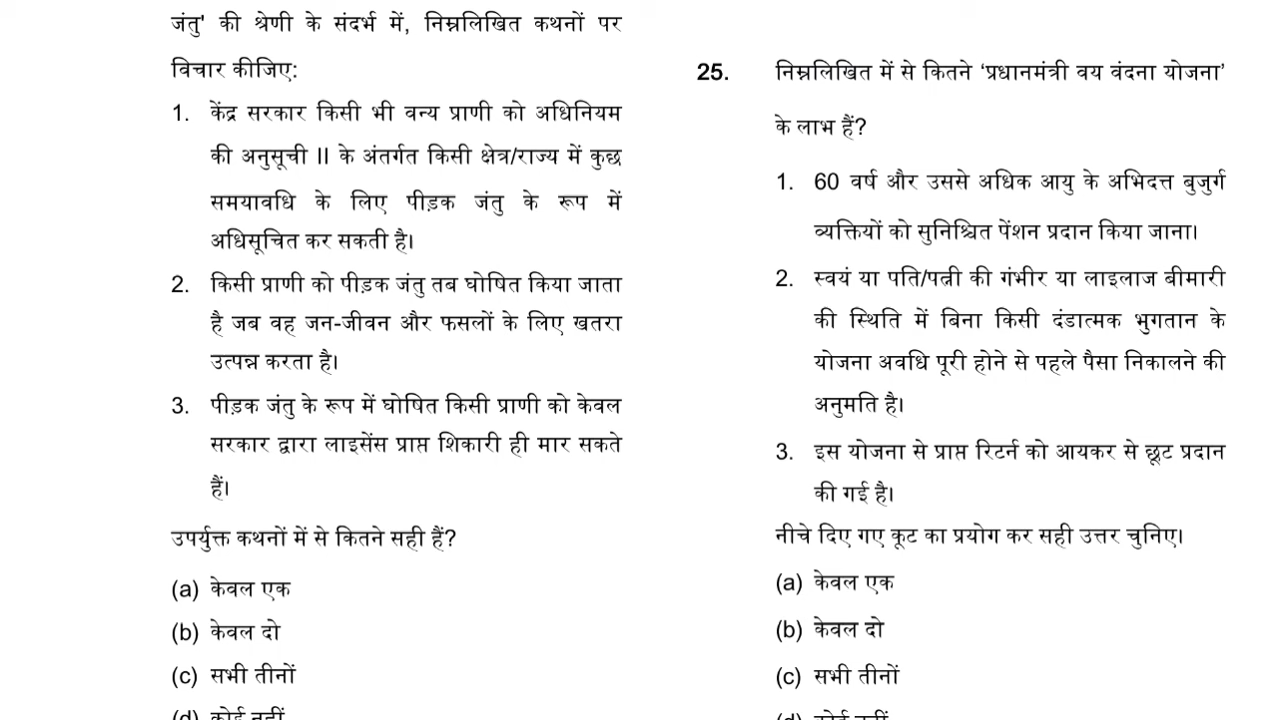 जंतु' की श्रेणी के संदर्भ में, निम्नलिखित कथनों पर
विचार कीजिए:
1. केंद्र सरकार किसी भी वन्य प्राणी को अधिनियम
की अनुसूची II के अंतर्गत किसी क्षेत्र/राज्य में कुछ
समयावधि के लिए पीड़क जंतु के रूप में
अधिसूचित कर सकती है।
2. किसी प्राणी को पीड़क जंतु तब घोषित किया जाता
है जब वह जन-जीवन और फसलों के लिए खतरा
उत्पन्न करता है।
3. पीड़क जंतु के रूप में घोषित किसी प्राणी को केवल
सरकार द्वारा लाइसेंस प्राप्त शिकारी ही मार सकते
हैं।
उपर्युक्त कथनों में से कितने सही हैं?
(a) केवल एक
(b) केवल दो
(c) सभी तीनों
(d) कोई नहीं
25. निम्नलिखित में से कितने ‘प्रधानमंत्री वय वंदना योजना’
के लाभ हैं?
1. 60 वर्ष और उससे अधिक आयु के अभिदत्त बुजुर्ग
व्यक्तियों को सुनिश्चित पेंशन प्रदान किया जाना।
2. स्वयं या पति/पत्नी की गंभीर या लाइलाज बीमारी
की स्थिति में बिना किसी दंडात्मक भुगतान के
योजना अवधि पूरी होने से पहले पैसा निकालने की
अनुमति है।
3. इस योजना से प्राप्त रिटर्न को आयकर से छूट प्रदान
की गई है।
नीचे दिए गए कूट का प्रयोग कर सही उत्तर चुनिए।
(a) केवल एक
(b) केवल दो
(c) सभी तीनों
(d) कोई नहीं